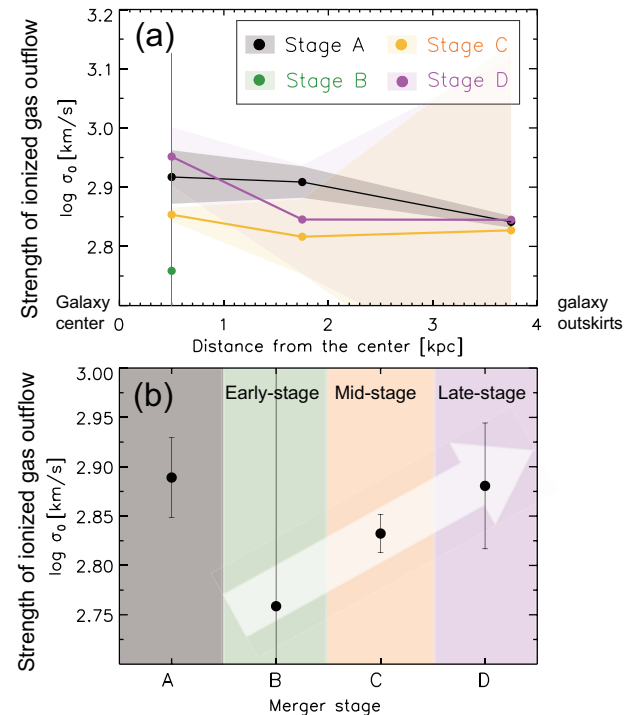 (a)
Stage A
Stage B
Stage C
Stage D
Strength of ionized gas outflow
log σ₀ [km/s]
3.2
3.1
3.0
2.9
2.8
Galaxy center
0
1
2
3
4
galaxy outskirts
Distance from the center [kpc]
(b)
Early-stage
Mid-stage
Late-stage
Strength of ionized gas outflow
log σ₀ [km/s]
3.00
2.95
2.90
2.85
2.80
2.75
A
B
C
D
Merger stage